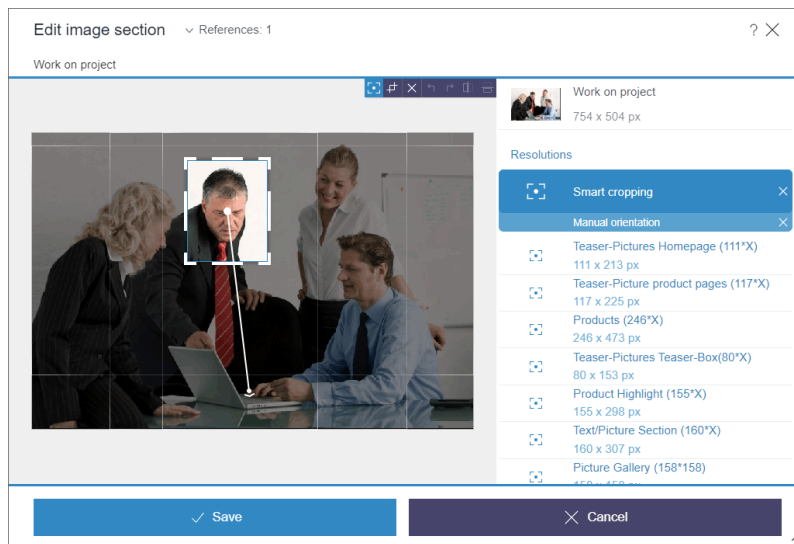 Edit image section
References: 1
?
Work on project
Work on project
754 x 504 px
Resolutions
Smart cropping
Manual orientation
Teaser-Pictures Homepage (111*X)
111 x 213 px
Teaser-Picture product pages (117*X)
117 x 225 px
Products (246*X)
246 x 473 px
Teaser-Pictures Teaser-Box(80*X)
80 x 153 px
Product Highlight (155*X)
155 x 298 px
Text/Picture Section (160*X)
160 x 307 px
Picture Gallery (158*158)
Save
Cancel